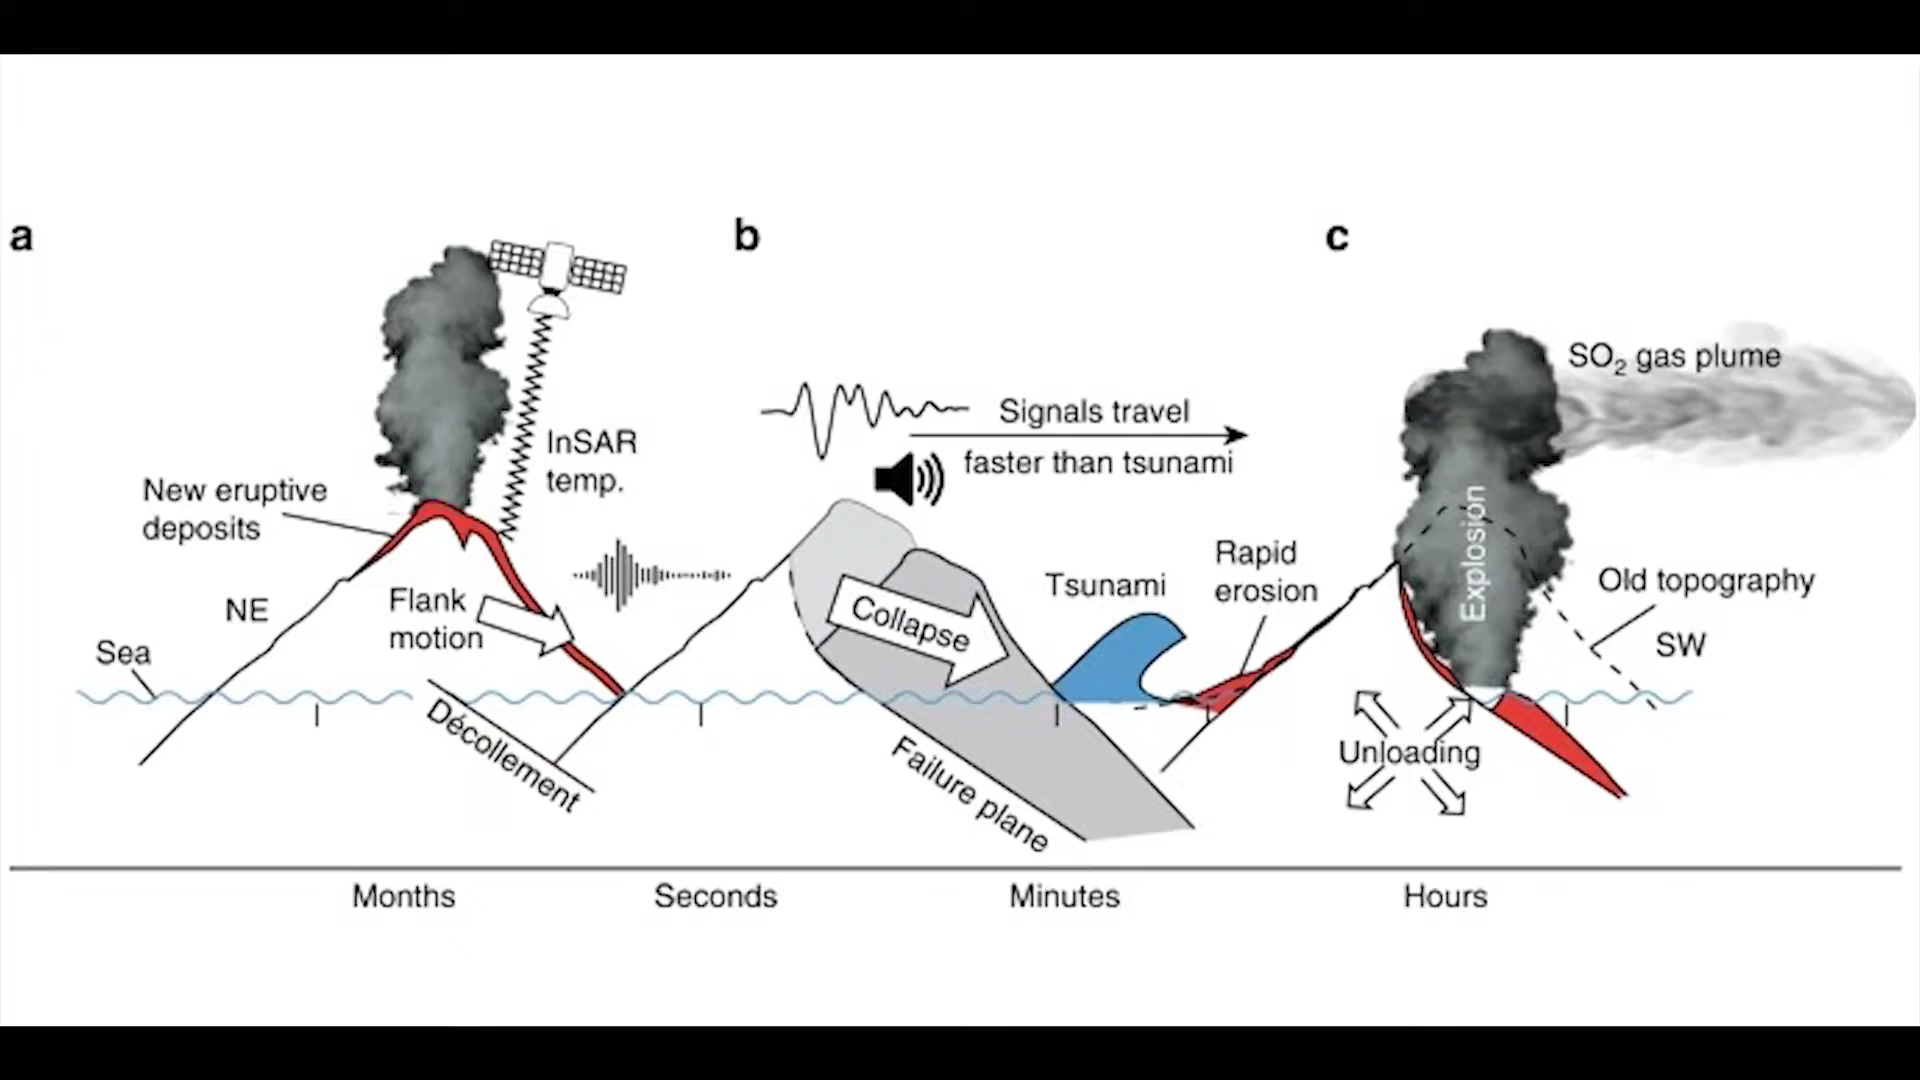 a
New eruptive
deposits
NE
Sea
InSAR
temp.
Flank
motion
Décollement
b
Signals travel
faster than tsunami
Collapse
Tsunami
Failure plane
Rapid
erosion
c
SO₂ gas plume
Explosion
Old topography
SW
Unloading
Months
Seconds
Minutes
Hours